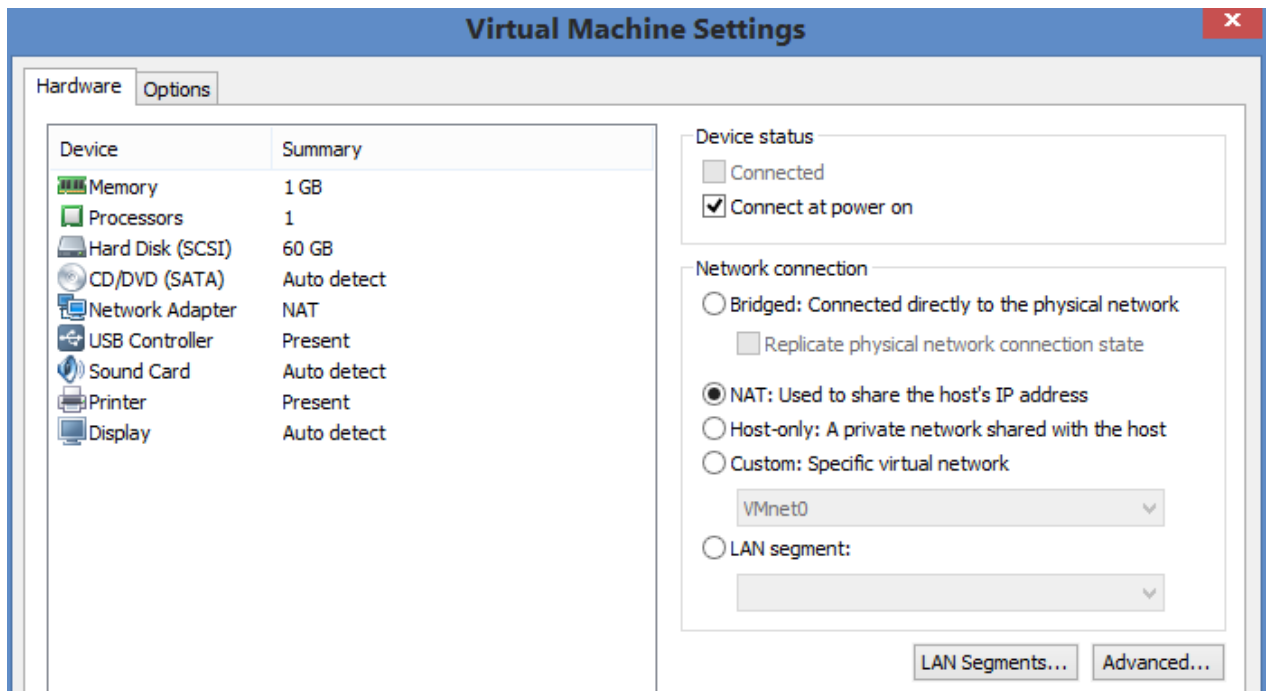 Virtual Machine Settings
x
Hardware
Options
Device Summary
Memory 1 GB
Processors 1
Hard Disk (SCSI) 60 GB
CD/DVD (SATA) Auto detect
Network Adapter NAT
USB Controller Present
Sound Card Auto detect
Printer Present
Display Auto detect
Device status
Connected
Connect at power on
Network connection
Bridged: Connected directly to the physical network
Replicate physical network connection state
NAT: Used to share the host's IP address
Host-only: A private network shared with the host
Custom: Specific virtual network
VMnet0
LAN segment:
LAN Segments... Advanced...